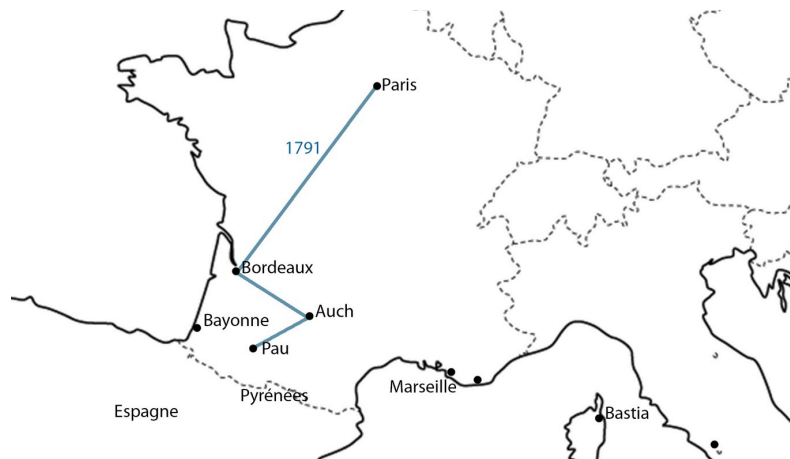 Paris
1791
Bordeaux
Auch
Bayonne
Pau
Marseille
Pyrénées
Espagne
Bastia